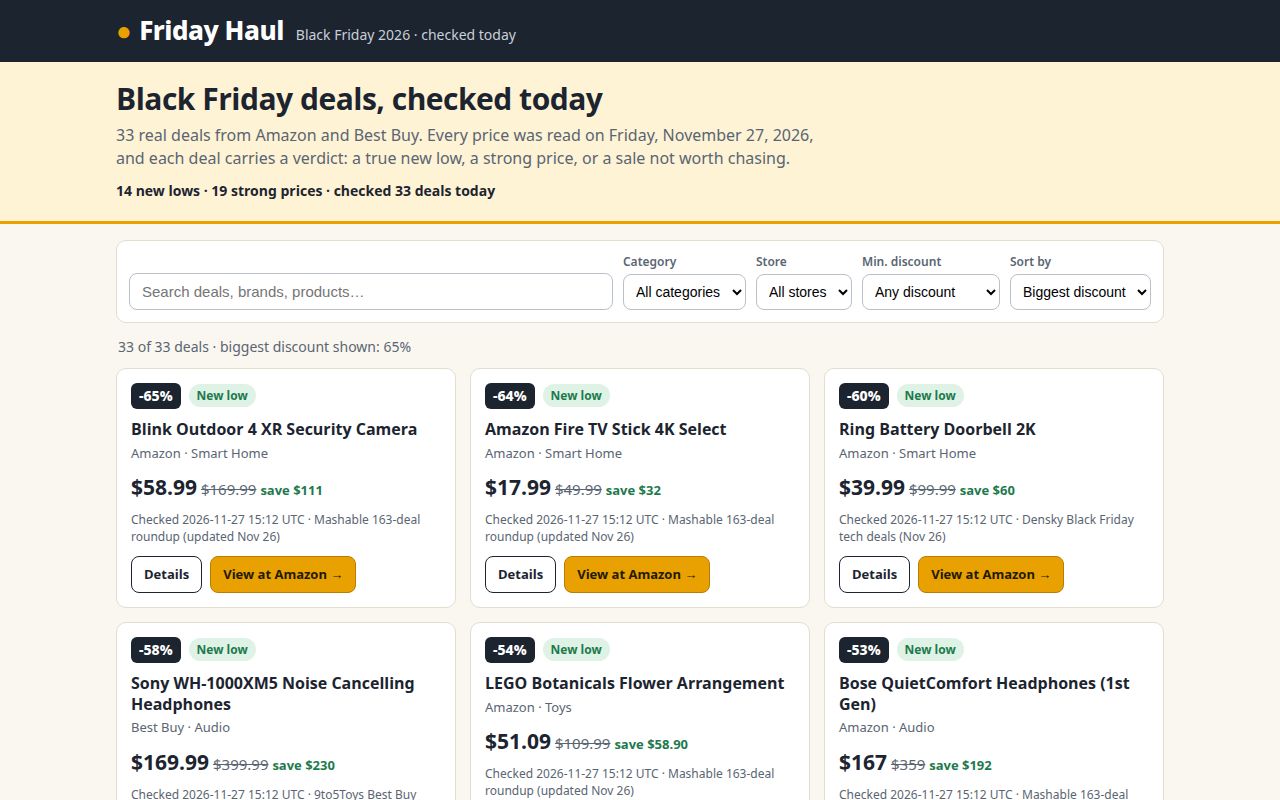 Friday Haul Black Friday 2026 · checked today
Black Friday deals, checked today
33 real deals from Amazon and Best Buy. Every price was read on Friday, November 27, 2026,
and each deal carries a verdict: a true new low, a strong price, or a sale not worth chasing.
14 new lows · 19 strong prices · checked 33 deals today
Category Store Min. discount Sort by
Search deals, brands, products… All categories All stores Any discount Biggest discount
33 of 33 deals · biggest discount shown: 65%
-65% New low
Blink Outdoor 4 XR Security Camera
Amazon · Smart Home
$58.99 $169.99 save $111
Checked 2026-11-27 15:12 UTC · Mashable 163-deal
roundup (updated Nov 26)
Details View at Amazon →
-64% New low
Amazon Fire TV Stick 4K Select
Amazon · Smart Home
$17.99 $49.99 save $32
Checked 2026-11-27 15:12 UTC · Mashable 163-deal
roundup (updated Nov 26)
Details View at Amazon →
-60% New low
Ring Battery Doorbell 2K
Amazon · Smart Home
$39.99 $99.99 save $60
Checked 2026-11-27 15:12 UTC · Densky Black Friday
tech deals (Nov 26)
Details View at Amazon →
-58% New low
Sony WH-1000XM5 Noise Cancelling
Headphones
Best Buy · Audio
$169.99 $399.99 save $230
Checked 2026-11-27 15:12 UTC · 9to5Toys Best Buy
-54% New low
LEGO Botanicals Flower Arrangement
Amazon · Toys
$51.09 $109.99 save $58.90
Checked 2026-11-27 15:12 UTC · Mashable 163-deal
roundup (updated Nov 26)
-53% New low
Bose QuietComfort Headphones (1st
Gen)
Amazon · Audio
$167 $359 save $192
Checked 2026-11-27 15:12 UTC · Mashable 163-deal